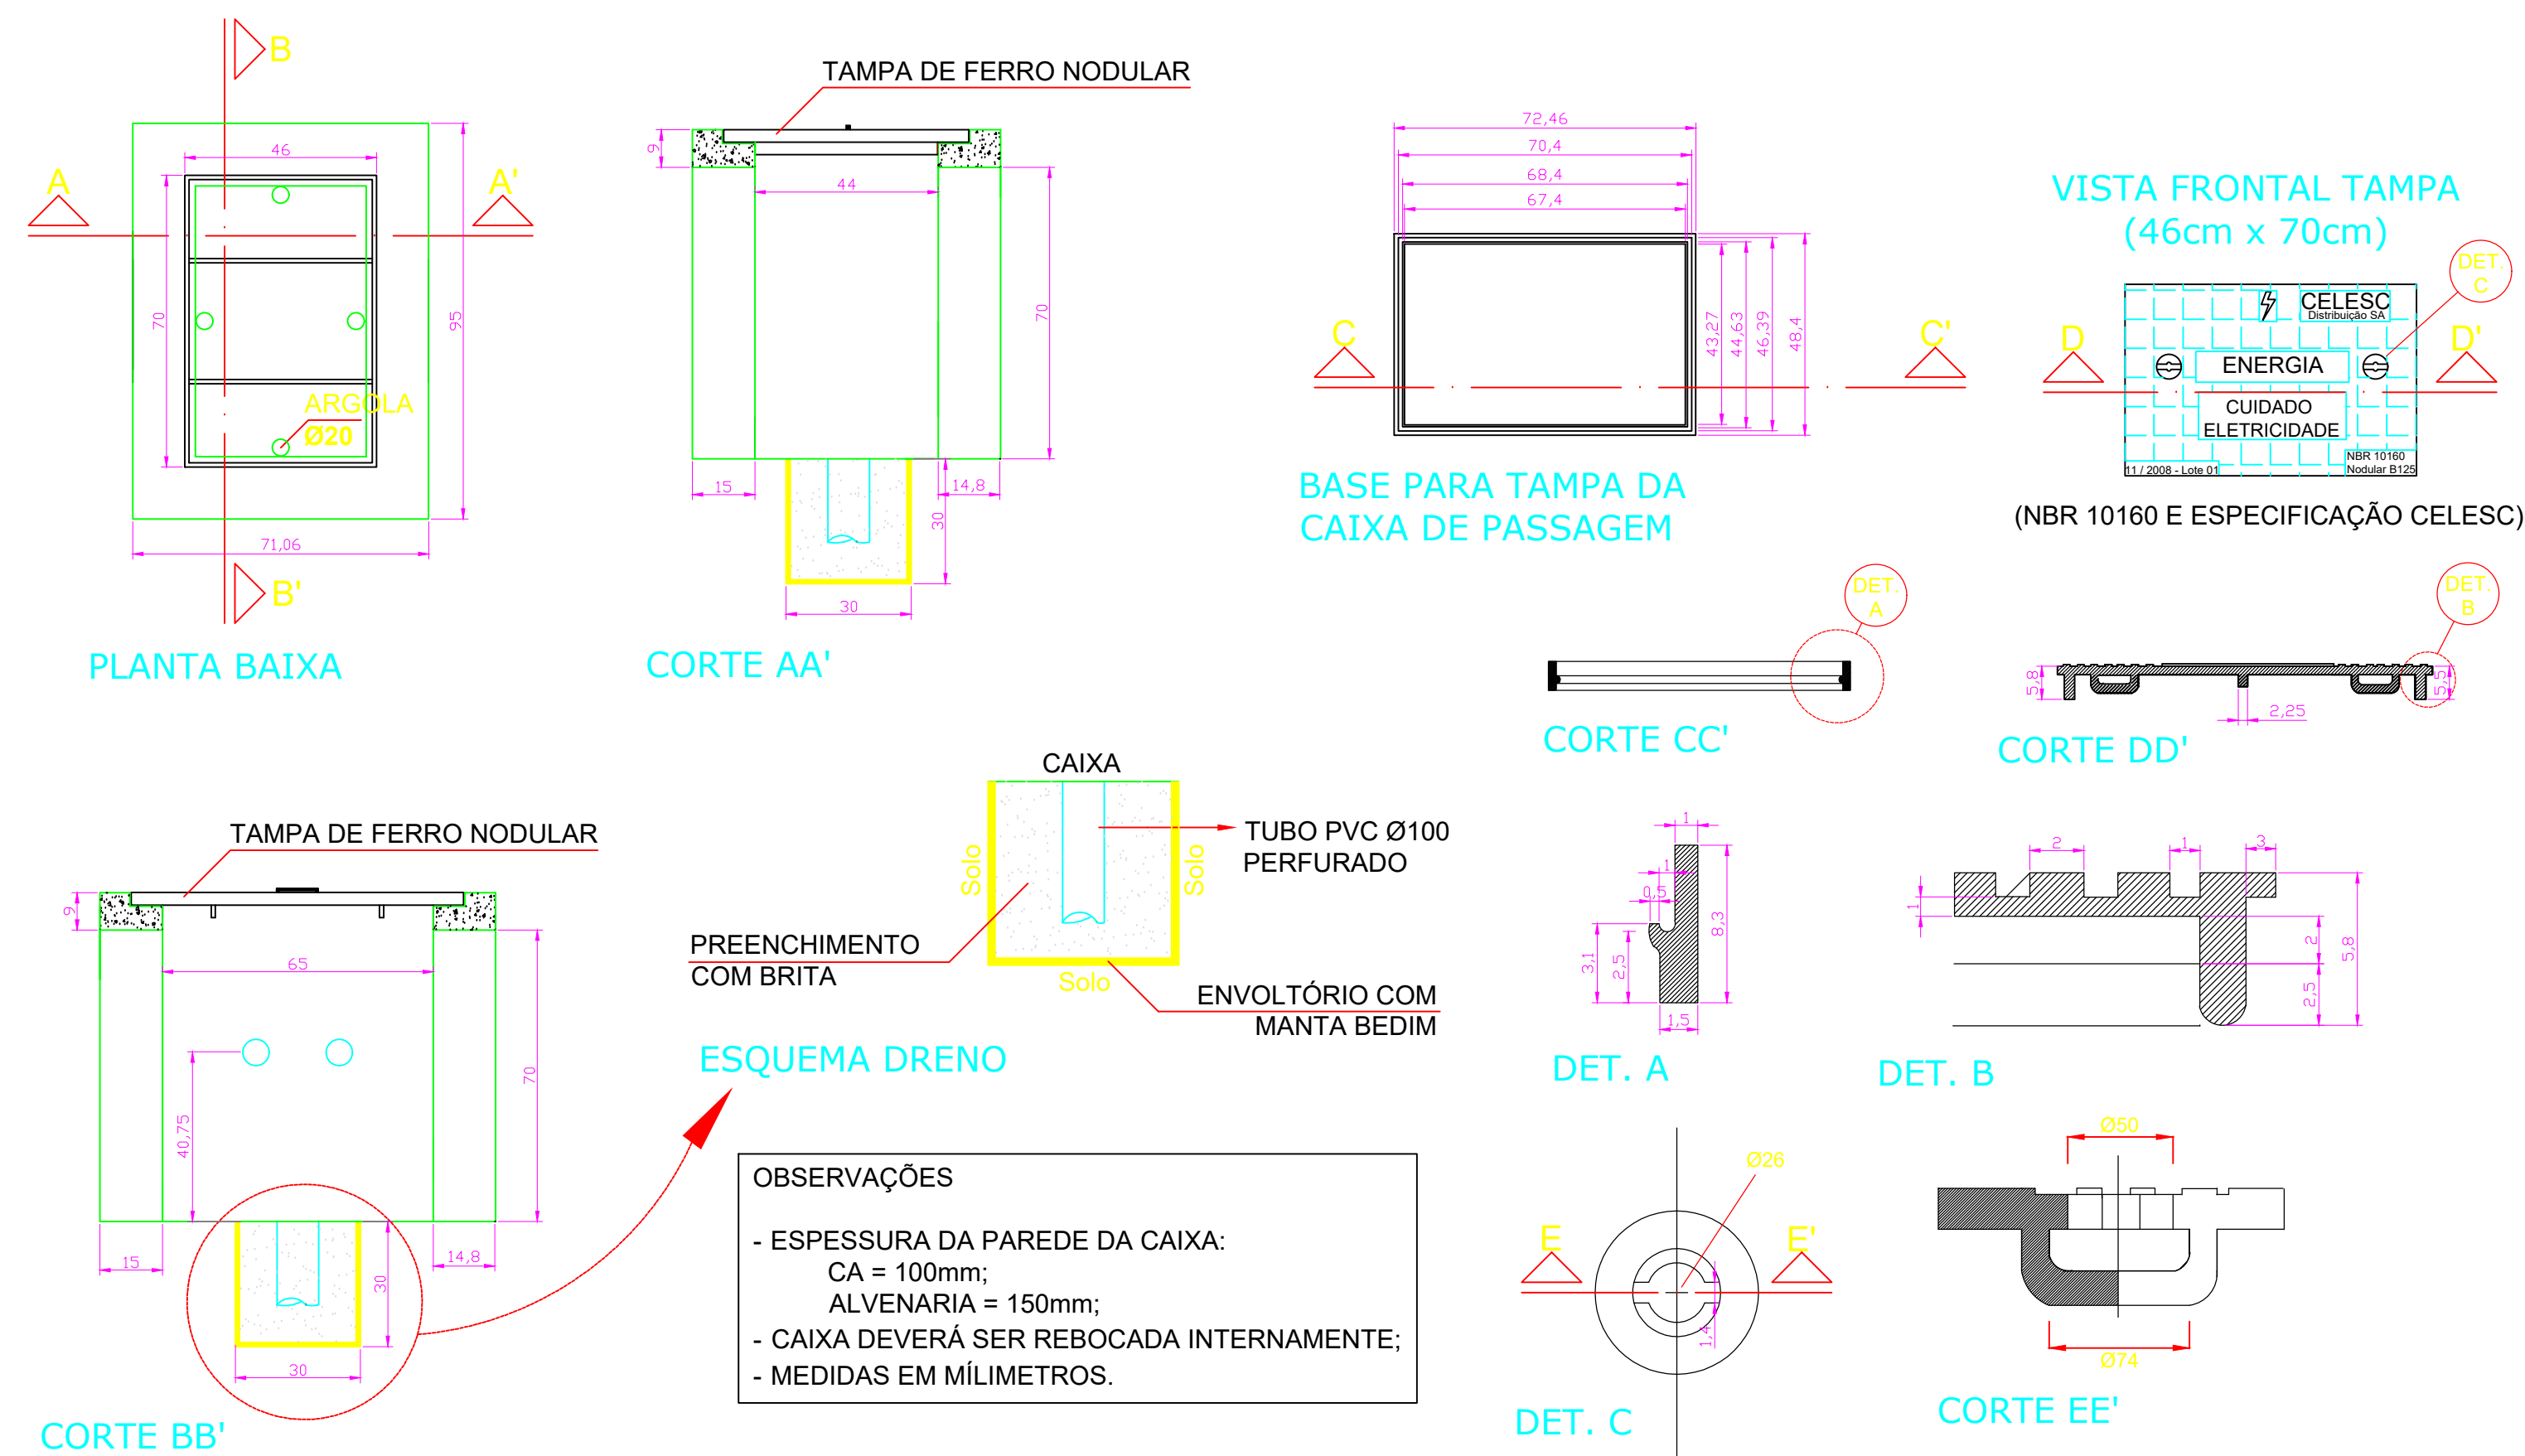 B
A
A'
46
70
95
ARGOLA
Ø20
71,06
B'
PLANTA BAIXA
TAMPA DE FERRO NODULAR
9
44
70
15
14,8
30
30
CORTE AA'
72,46
70,4
68,4
67,4
43,27
44,63
46,39
48,4
C
C'
BASE PARA TAMPA DA
CAIXA DE PASSAGEM
VISTA FRONTAL TAMPA
(46cm x 70cm)
DET.
C
CELESC
Distribuição SA
D
D'
ENERGIA
CUIDADO
ELETRICIDADE
NBR 10160
Nodular B125
11 / 2008 - Lote 01
(NBR 10160 E ESPECIFICAÇÃO CELESC)
DET.
A
CORTE CC'
DET.
B
5,8
5,5
2,25
CORTE DD'
TAMPA DE FERRO NODULAR
9
65
70
40,75
15
14,8
30
30
CORTE BB'
CAIXA
Solo
Solo
Solo
TUBO PVC Ø100
PERFURADO
PREENCHIMENTO
COM BRITA
ENVOLTÓRIO COM
MANTA BEDIM
ESQUEMA DRENO
OBSERVAÇÕES
- ESPESSURA DA PAREDE DA CAIXA:
CA = 100mm;
ALVENARIA = 150mm;
- CAIXA DEVERÁ SER REBOCADA INTERNAMENTE;
- MEDIDAS EM MÍLIMETROS.
1
1
0,5
8,3
3,1
2,5
1,5
DET. A
2
1
3
1
2
5,8
2,5
DET. B
Ø26
E
E'
1,4
DET. C
Ø50
Ø74
CORTE EE'